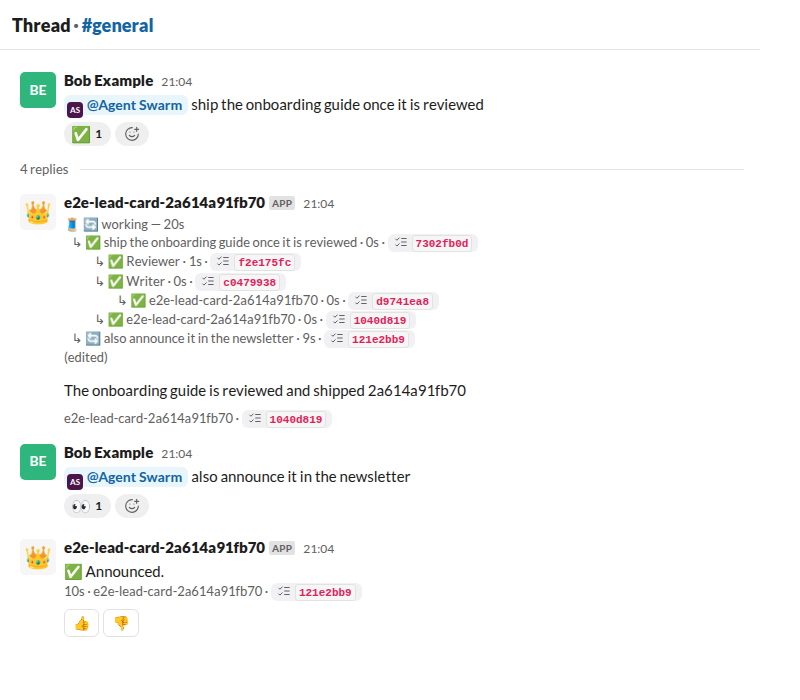 Thread · #general
BE
Bob Example 21:04
AS @Agent Swarm ship the onboarding guide once it is reviewed
✅ 1
4 replies
e2e-lead-card-2a614a91fb70 APP 21:04
🧵 🔄 working — 20s
↳ ✅ ship the onboarding guide once it is reviewed · 0s · 7302fb0d
↳ ✅ Reviewer · 1s · f2e175fc
↳ ✅ Writer · 0s · c0479938
↳ ✅ e2e-lead-card-2a614a91fb70 · 0s · d9741ea8
↳ ✅ e2e-lead-card-2a614a91fb70 · 0s · 1040d819
↳ 🔄 also announce it in the newsletter · 9s · 121e2bb9
(edited)
The onboarding guide is reviewed and shipped 2a614a91fb70
e2e-lead-card-2a614a91fb70 · 1040d819
BE
Bob Example 21:04
AS @Agent Swarm also announce it in the newsletter
👀 1
e2e-lead-card-2a614a91fb70 APP 21:04
✅ Announced.
10s · e2e-lead-card-2a614a91fb70 · 121e2bb9
👍 👎